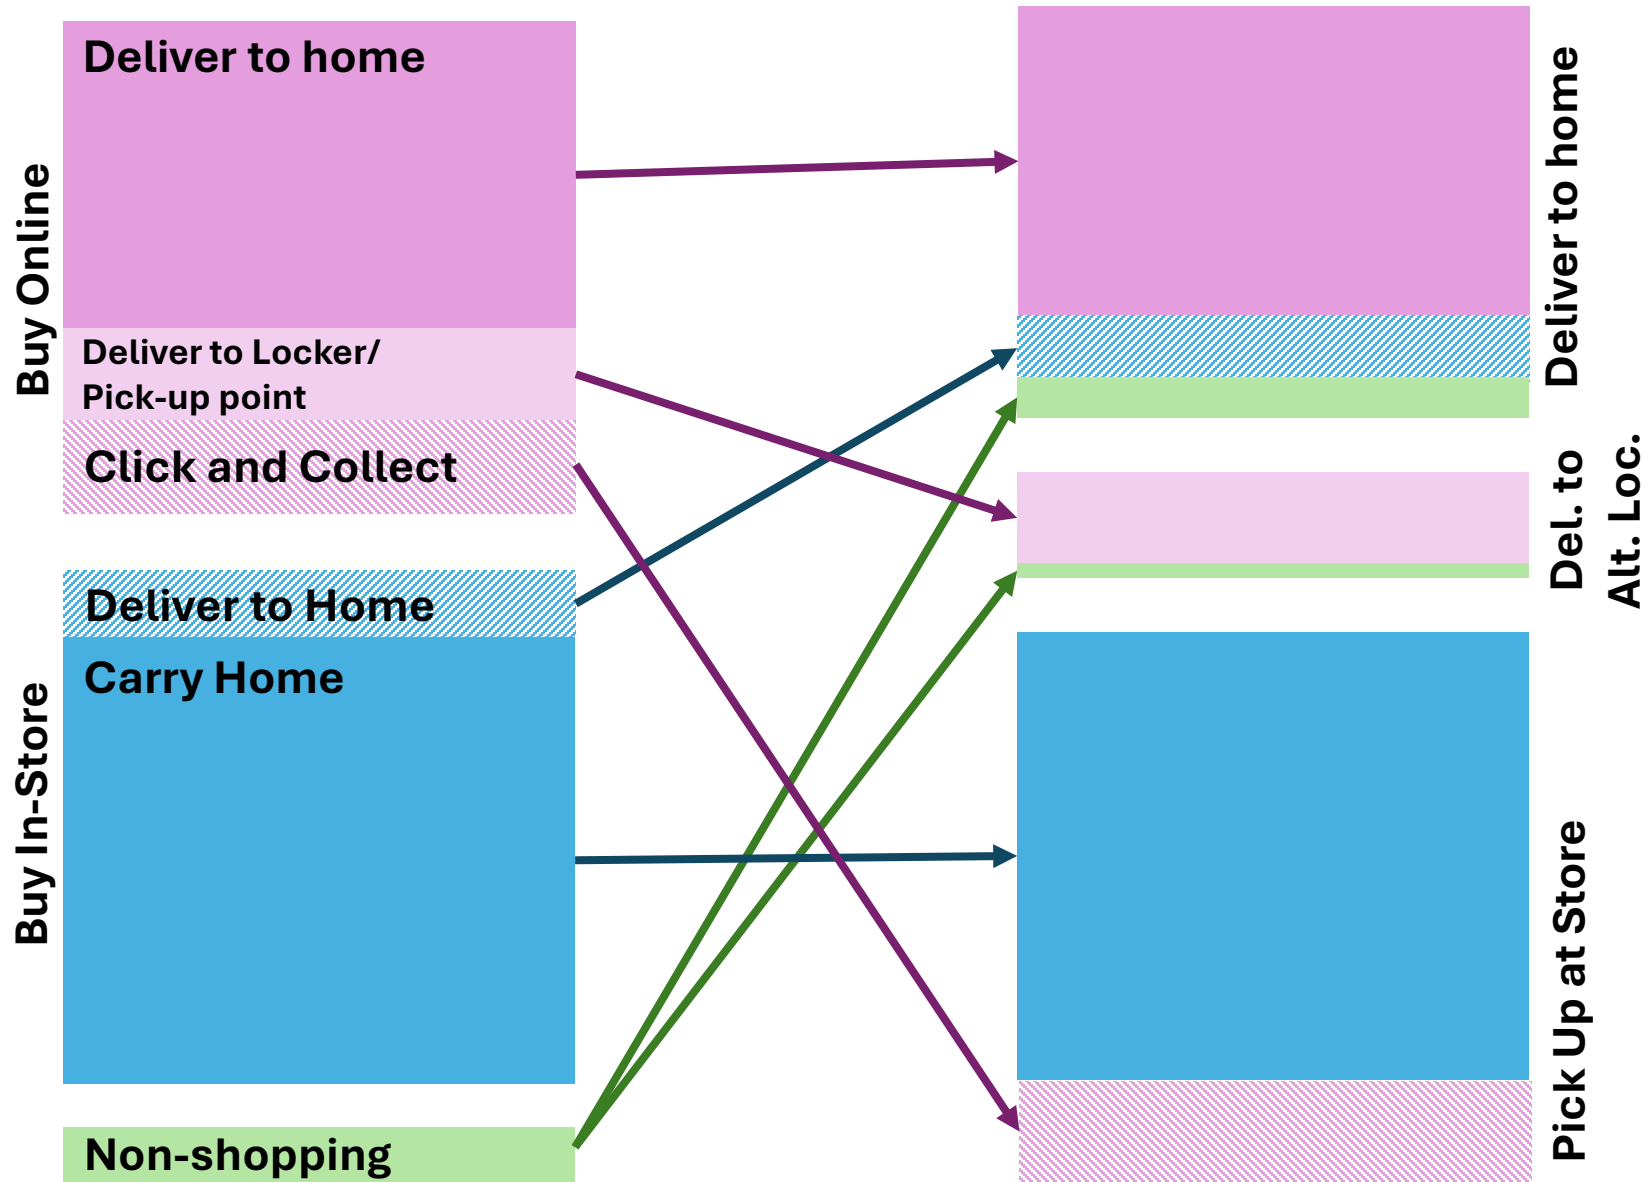 Buy Online
Deliver to home
Deliver to Locker/
Pick-up point
Click and Collect
Buy In-Store
Deliver to Home
Carry Home
Non-shopping
Deliver to home
Del. to
Alt. Loc.
Pick Up at Store